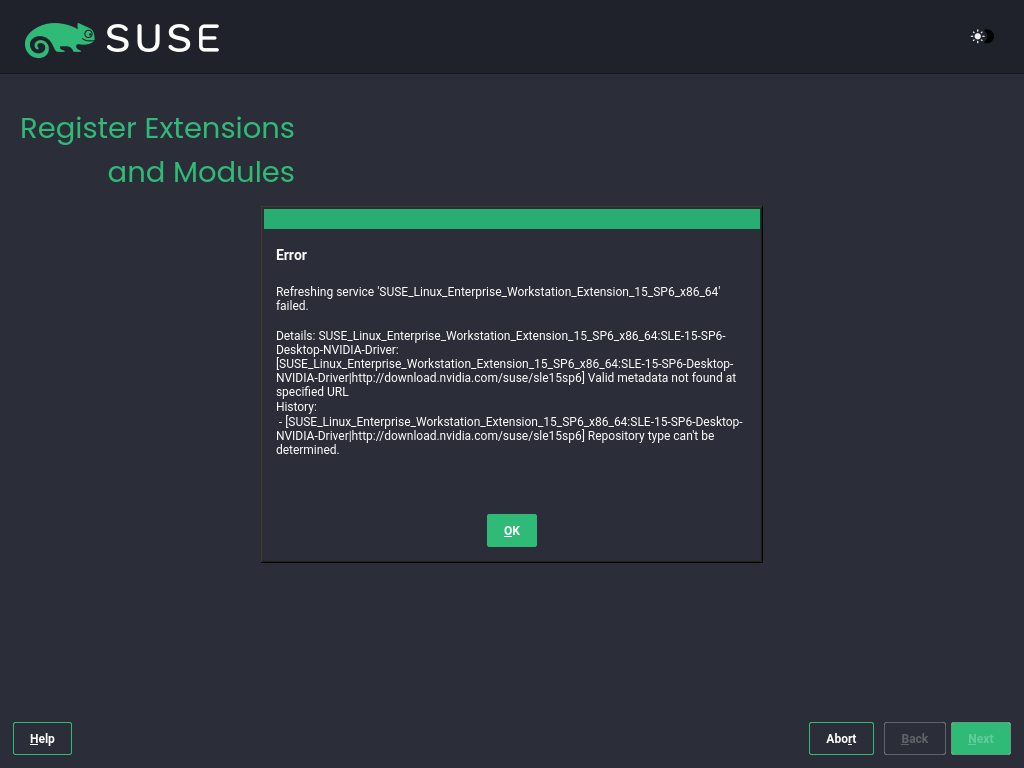 SUSE
Register Extensions
and Modules
Error
Refreshing service 'SUSE_Linux_Enterprise_Workstation_Extension_15_SP6_x86_64'
failed.
Details: SUSE_Linux_Enterprise_Workstation_Extension_15_SP6_x86_64:SLE-15-SP6-
Desktop-NVIDIA-Driver:
[SUSE_Linux_Enterprise_Workstation_Extension_15_SP6_x86_64:SLE-15-SP6-Desktop-
NVIDIA-Driver|http://download.nvidia.com/suse/sle15sp6] Valid metadata not found at
specified URL
History:
- [SUSE_Linux_Enterprise_Workstation_Extension_15_SP6_x86_64:SLE-15-SP6-Desktop-
NVIDIA-Driver|http://download.nvidia.com/suse/sle15sp6] Repository type can't be
determined.
OK
Help
Abort
Back
Next